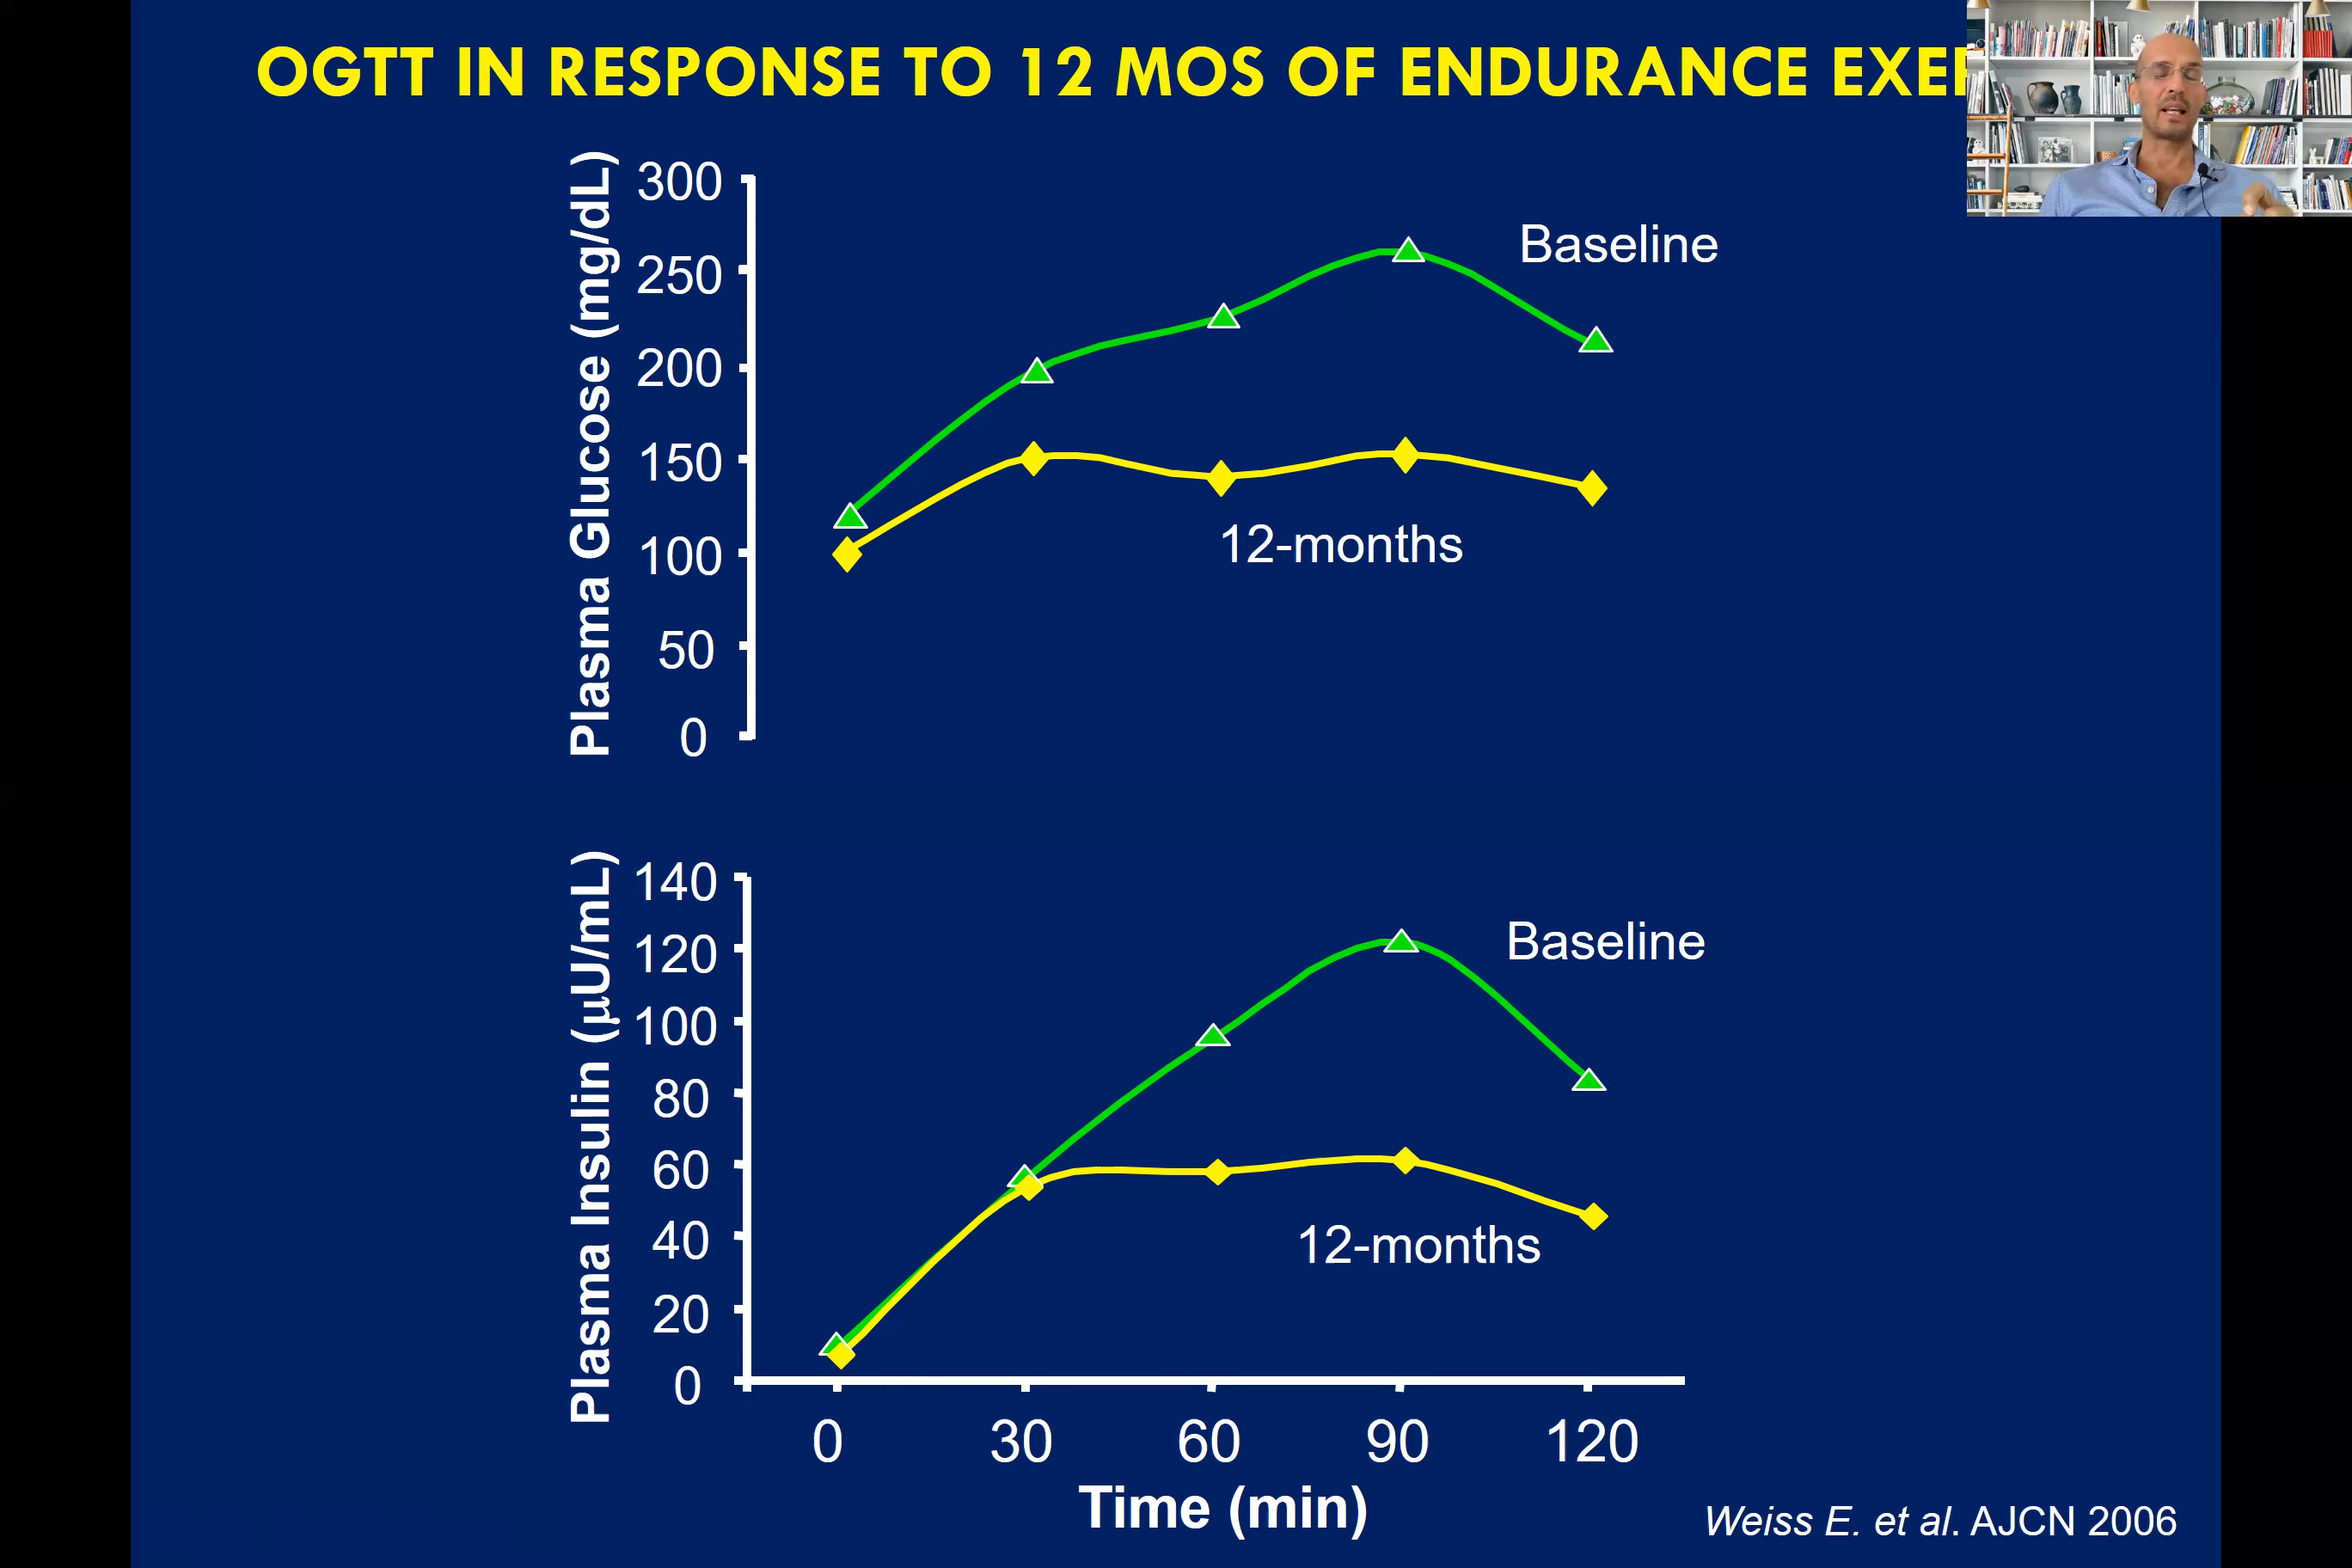 OGTT IN RESPONSE TO 12 MOS OF ENDURANCE
Plasma Glucose (mg/dL)
300
250
200
150
100
50
0
Baseline
12-months
Plasma Insulin (μU/mL)
140
120
100
80
60
40
20
0
Baseline
12-months
0 30 60 90 120
Time (min)
Weiss E. et al. AJCN 2006